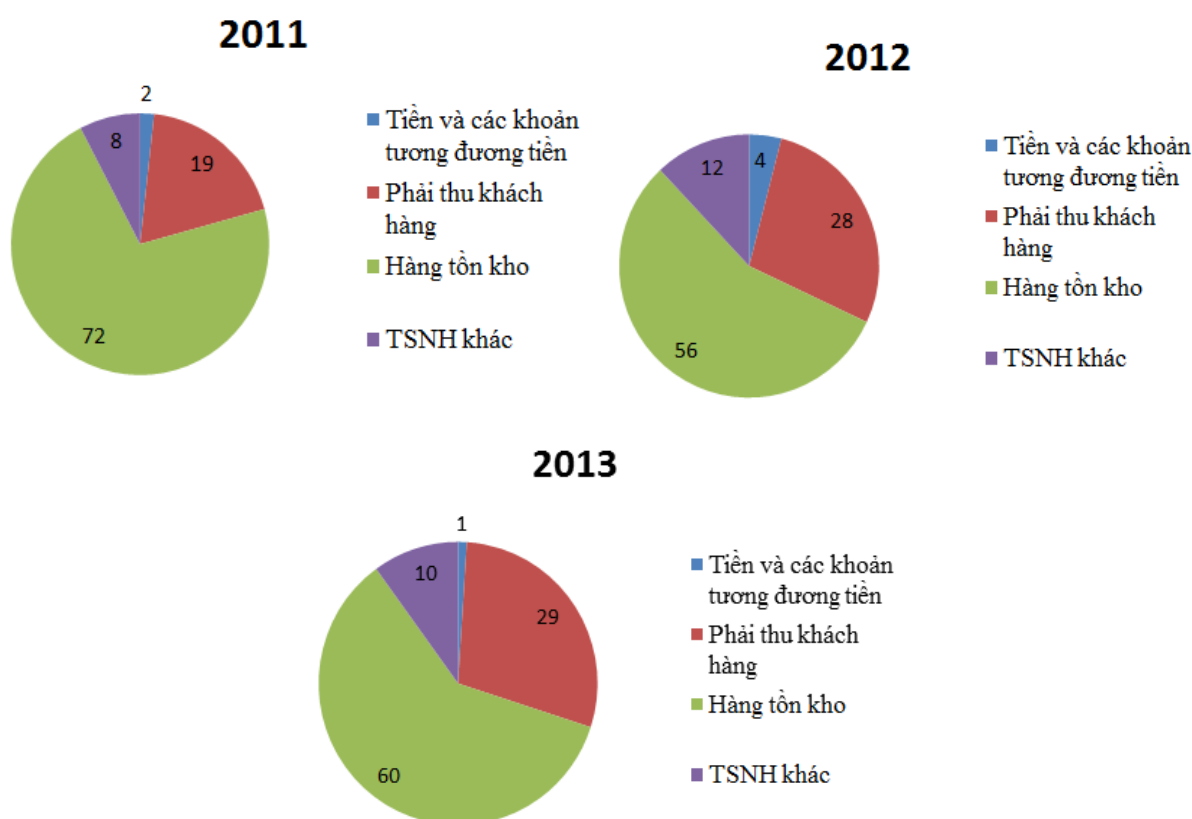 2011
2
8
19
72
Tiền và các khoản
tương đương tiền
Phải thu khách
hàng
Hàng tồn kho
TSNH khác
2012
4
12
28
56
Tiền và các khoản
tương đương tiền
Phải thu khách
hàng
Hàng tồn kho
TSNH khác
2013
1
10
29
60
Tiền và các khoản
tương đương tiền
Phải thu khách
hàng
Hàng tồn kho
TSNH khác